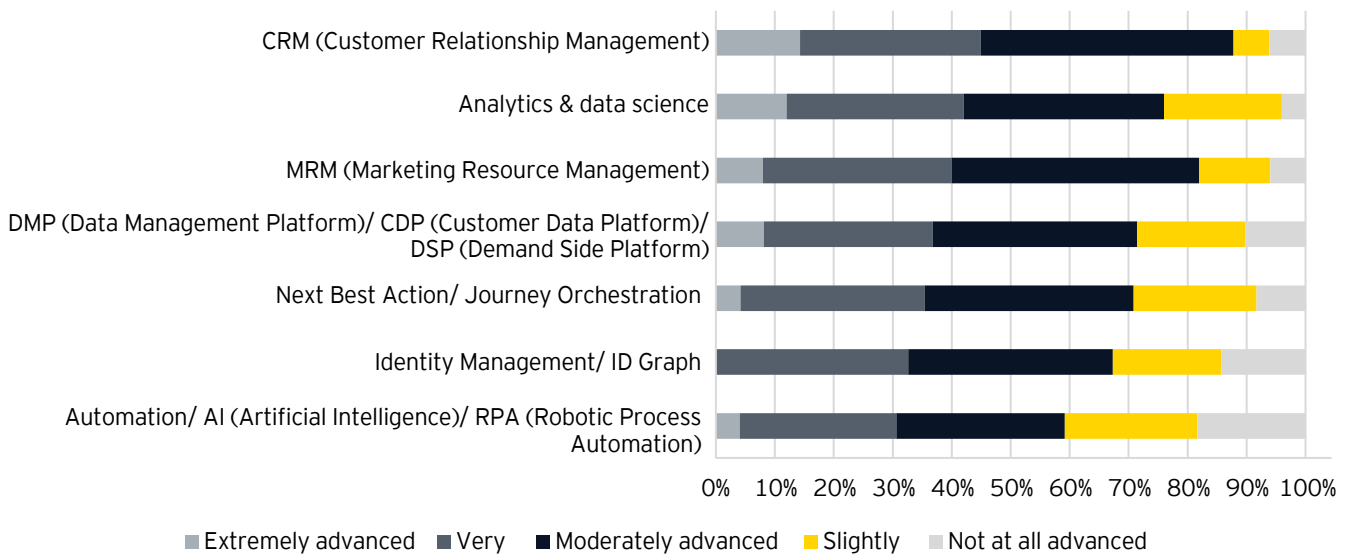 CRM (Customer Relationship Management)
Analytics & data science
MRM (Marketing Resource Management)
DMP (Data Management Platform)/ CDP (Customer Data Platform)/
DSP (Demand Side Platform)
Next Best Action/ Journey Orchestration
Identity Management/ ID Graph
Automation/ AI (Artificial Intelligence)/ RPA (Robotic Process
Automation)
0% 10% 20% 30% 40% 50% 60% 70% 80% 90% 100%
Extremely advanced Very Moderately advanced Slightly Not at all advanced